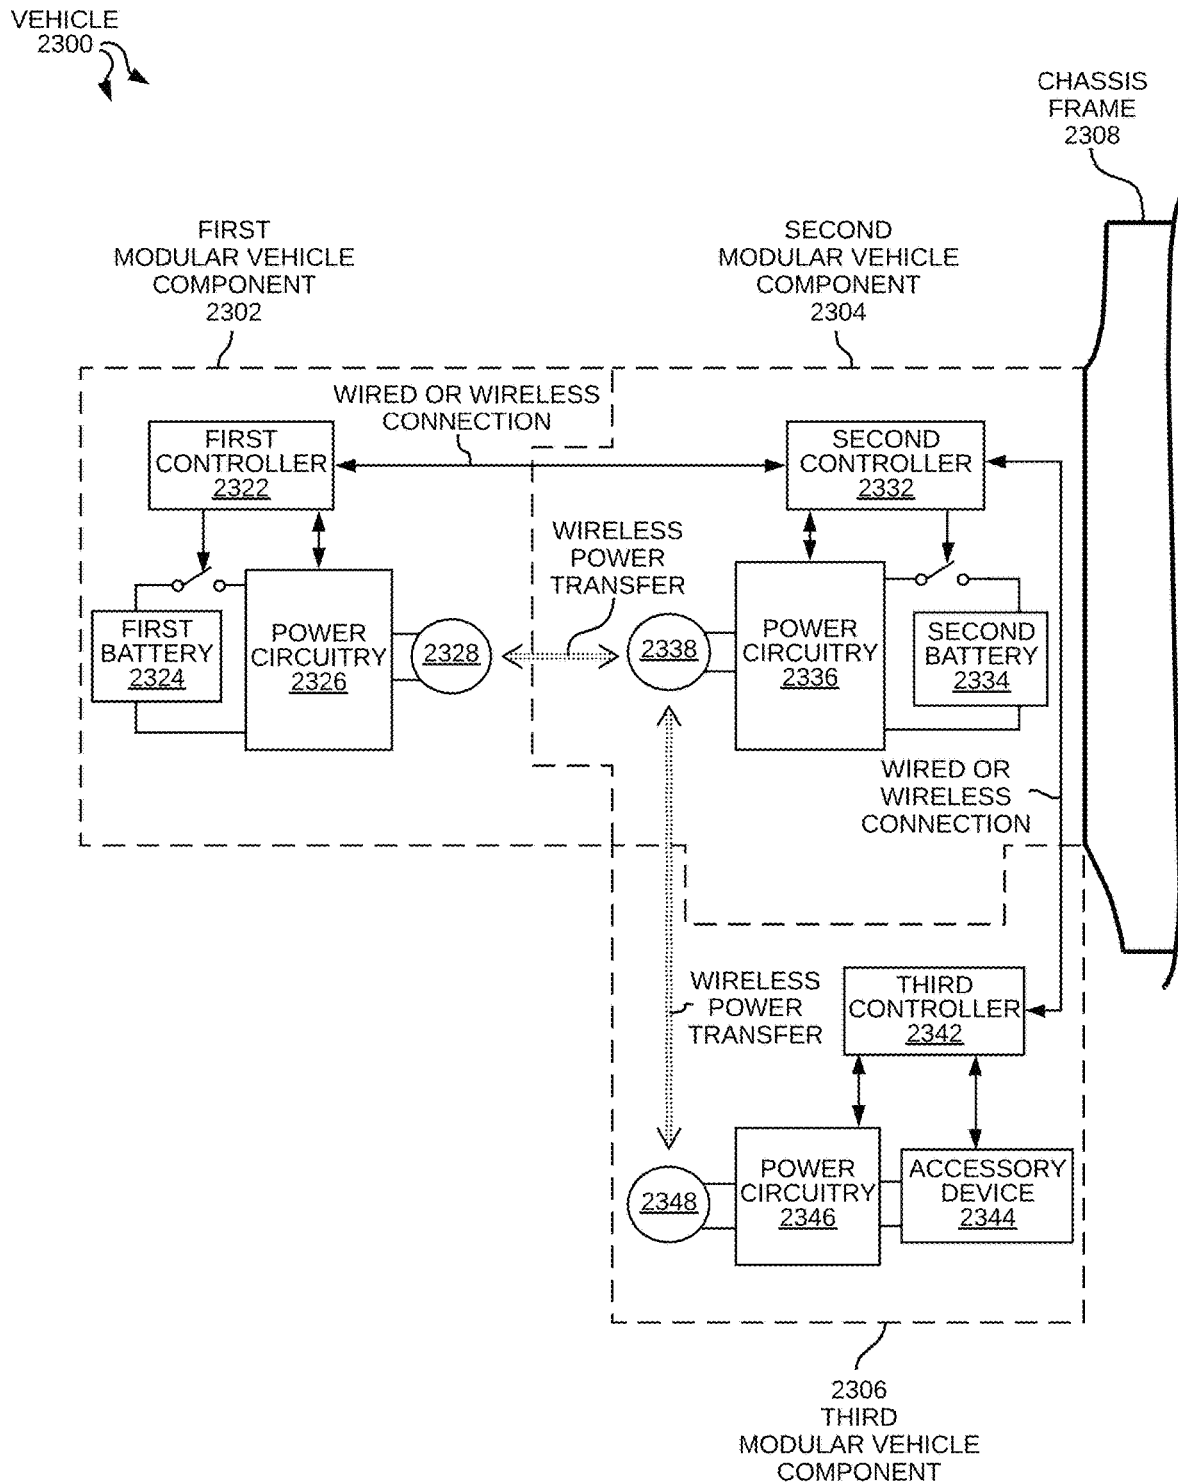 VEHICLE
2300
CHASSIS
FRAME
2308
FIRST
MODULAR VEHICLE
COMPONENT
2302
SECOND
MODULAR VEHICLE
COMPONENT
2304
WIRED OR WIRELESS
CONNECTION
FIRST
CONTROLLER
2322
SECOND
CONTROLLER
2332
WIRELESS
POWER
TRANSFER
FIRST
BATTERY
2324
POWER
CIRCUITRY
2326
2328
2338
POWER
CIRCUITRY
2336
SECOND
BATTERY
2334
WIRED OR
WIRELESS
CONNECTION
WIRELESS
POWER
TRANSFER
THIRD
CONTROLLER
2342
2348
POWER
CIRCUITRY
2346
ACCESSORY
DEVICE
2344
2306
THIRD
MODULAR VEHICLE
COMPONENT